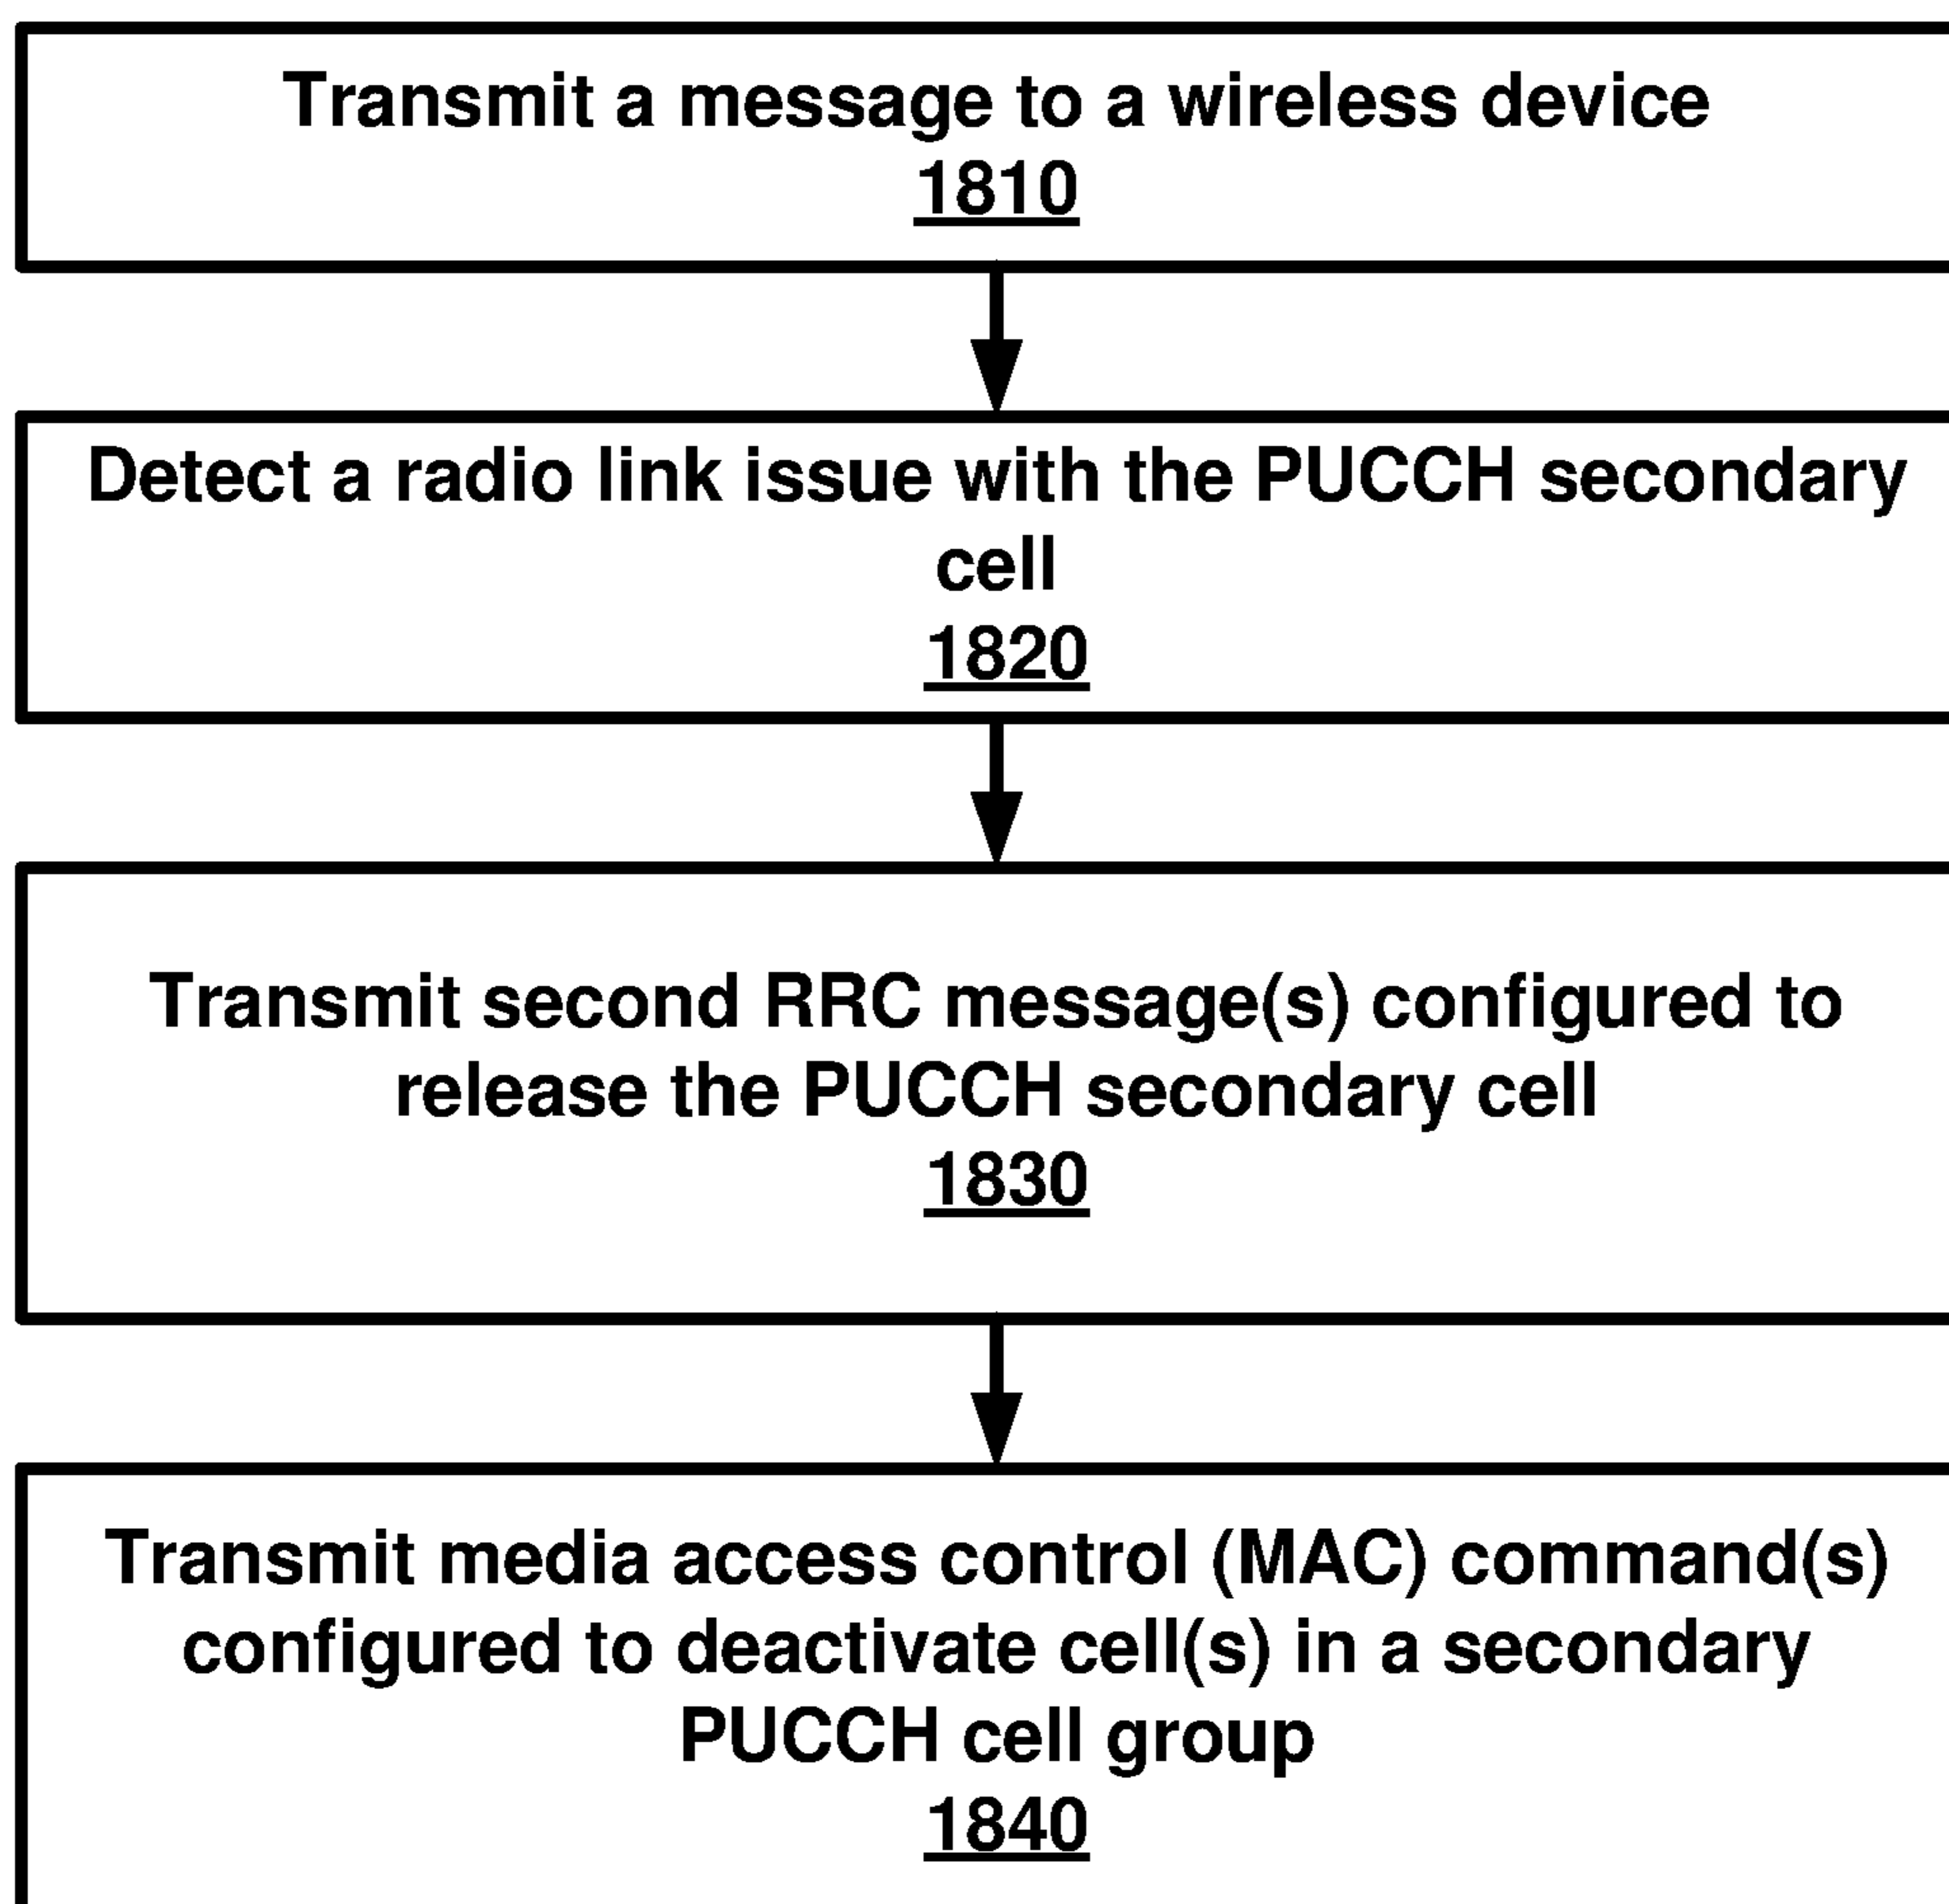 Transmit a message to a wireless device
1810
Detect a radio link issue with the PUCCH secondary
cell
1820
Transmit second RRC message(s) configured to
release the PUCCH secondary cell
1830
Transmit media access control (MAC) command(s)
configured to deactivate cell(s) in a secondary
PUCCH cell group
1840